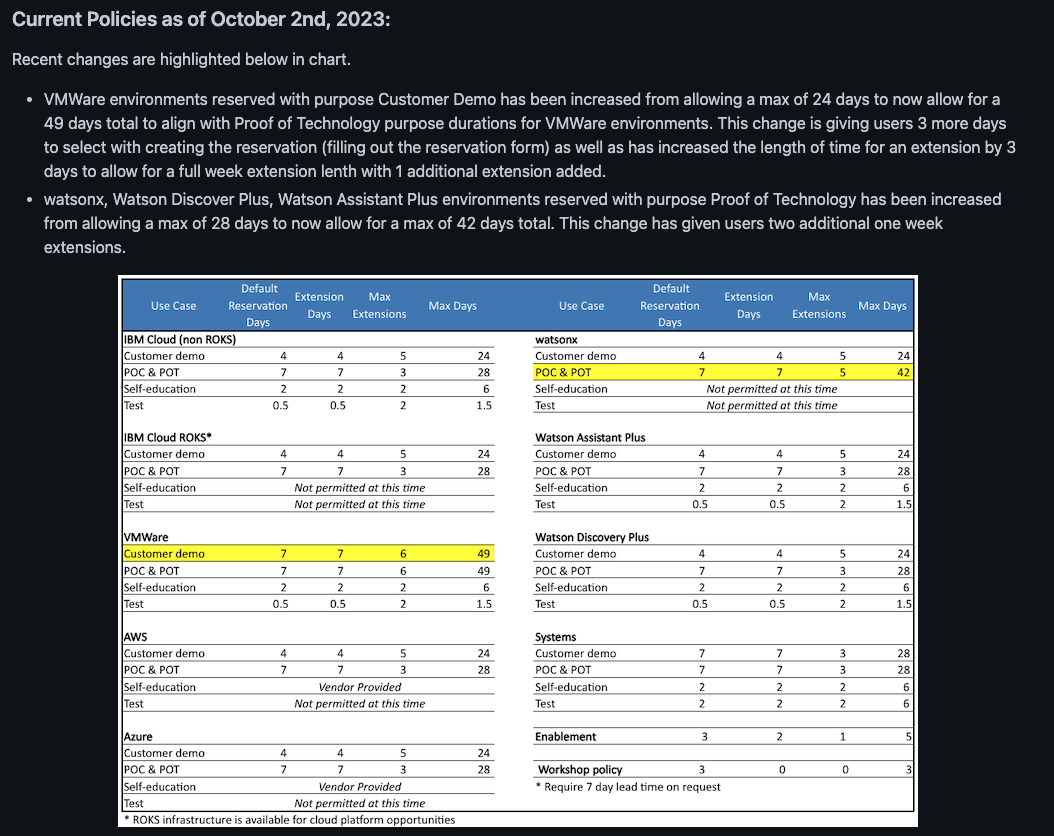 Current Policies as of October 2nd, 2023:
Recent changes are highlighted below in chart.
• VMWare environments reserved with purpose Customer Demo has been increased from allowing a max of 24 days to now allow for a
49 days total to align with Proof of Technology purpose durations for VMWare environments. This change is giving users 3 more days
to select with creating the reservation (filling out the reservation form) as well as has increased the length of time for an extension by 3
days to allow for a full week extension lenth with 1 additional extension added.
• watsonx, Watson Discover Plus, Watson Assistant Plus environments reserved with purpose Proof of Technology has been increased
from allowing a max of 28 days to now allow for a max of 42 days total. This change has given users two additional one week
extensions.
Use Case Default Reservation Days Extension Days Max Extensions Max Days
IBM Cloud (non ROKS)
Customer demo 4 4 5 24
POC & POT 7 7 3 28
Self-education 2 2 2 6
Test 0.5 0.5 2 1.5
IBM Cloud ROKS*
Customer demo 4 4 5 24
POC & POT 7 7 3 28
Self-education Not permitted at this time
Test Not permitted at this time
VMWare
Customer demo 7 7 6 49
POC & POT 7 7 6 49
Self-education 2 2 2 6
Test 0.5 0.5 2 1.5
AWS
Customer demo 4 4 5 24
POC & POT 7 7 3 28
Self-education Vendor Provided
Test Not permitted at this time
Azure
Customer demo 4 4 5 24
POC & POT 7 7 3 28
Self-education Vendor Provided
Test Not permitted at this time
* ROKS infrastructure is available for cloud platform opportunities
Use Case Default Reservation Days Extension Days Max Extensions Max Days
watsonx
Customer demo 4 4 5 24
POC & POT 7 7 5 42
Self-education Not permitted at this time
Test Not permitted at this time
Watson Assistant Plus
Customer demo 4 4 5 24
POC & POT 7 7 3 28
Self-education 2 2 2 6
Test 0.5 0.5 2 1.5
Watson Discovery Plus
Customer demo 4 4 5 24
POC & POT 7 7 3 28
Self-education 2 2 2 6
Test 0.5 0.5 2 1.5
Systems
Customer demo 7 7 3 28
POC & POT 7 7 3 28
Self-education 2 2 2 6
Test 2 2 2 6
Enablement 3 2 1 5
Workshop policy 3 0 0 3
* Require 7 day lead time on request